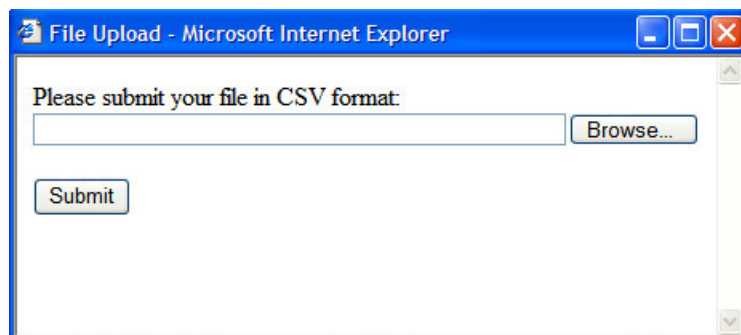 File Upload - Microsoft Internet Explorer
Please submit your file in CSV format:
Browse...
Submit